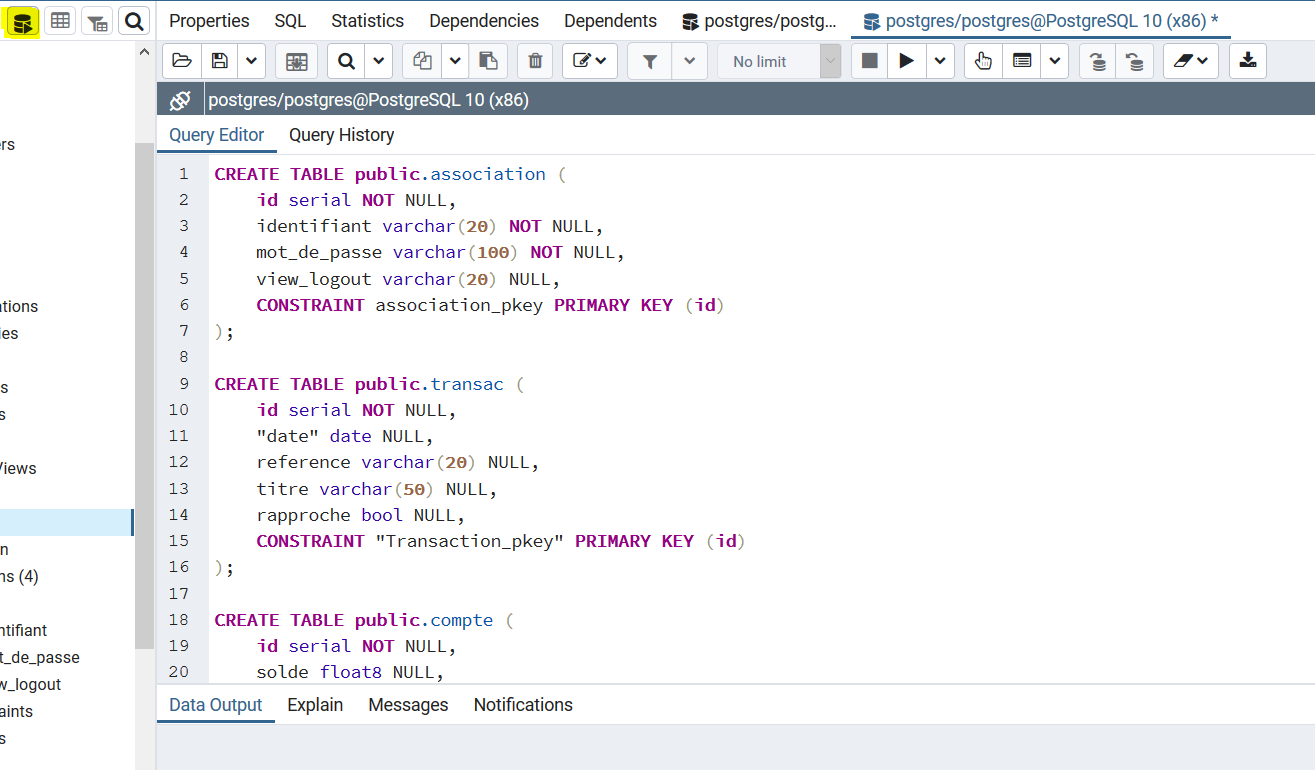 Properties SQL Statistics Dependencies Dependents postgres/postg... postgres/postgres@PostgreSQL 10 (x86) *
No limit
postgres/postgres@PostgreSQL 10 (x86)
Query Editor Query History
1 CREATE TABLE public.association (
2 id serial NOT NULL,
3 identifiant varchar(20) NOT NULL,
4 mot_de_passe varchar(100) NOT NULL,
5 view_logout varchar(20) NULL,
6 CONSTRAINT association_pkey PRIMARY KEY (id)
7 );
8
9 CREATE TABLE public.transac (
10 id serial NOT NULL,
11 "date" date NULL,
12 reference varchar(20) NULL,
13 titre varchar(50) NULL,
14 rapproche bool NULL,
15 CONSTRAINT "Transaction_pkey" PRIMARY KEY (id)
16 );
17
18 CREATE TABLE public.compte (
19 id serial NOT NULL,
20 solde float8 NULL,
Data Output Explain Messages Notifications
rs
tions
ies
s
s
Views
n
ns (4)
ntifiant
t_de_passe
w_logout
aints
s